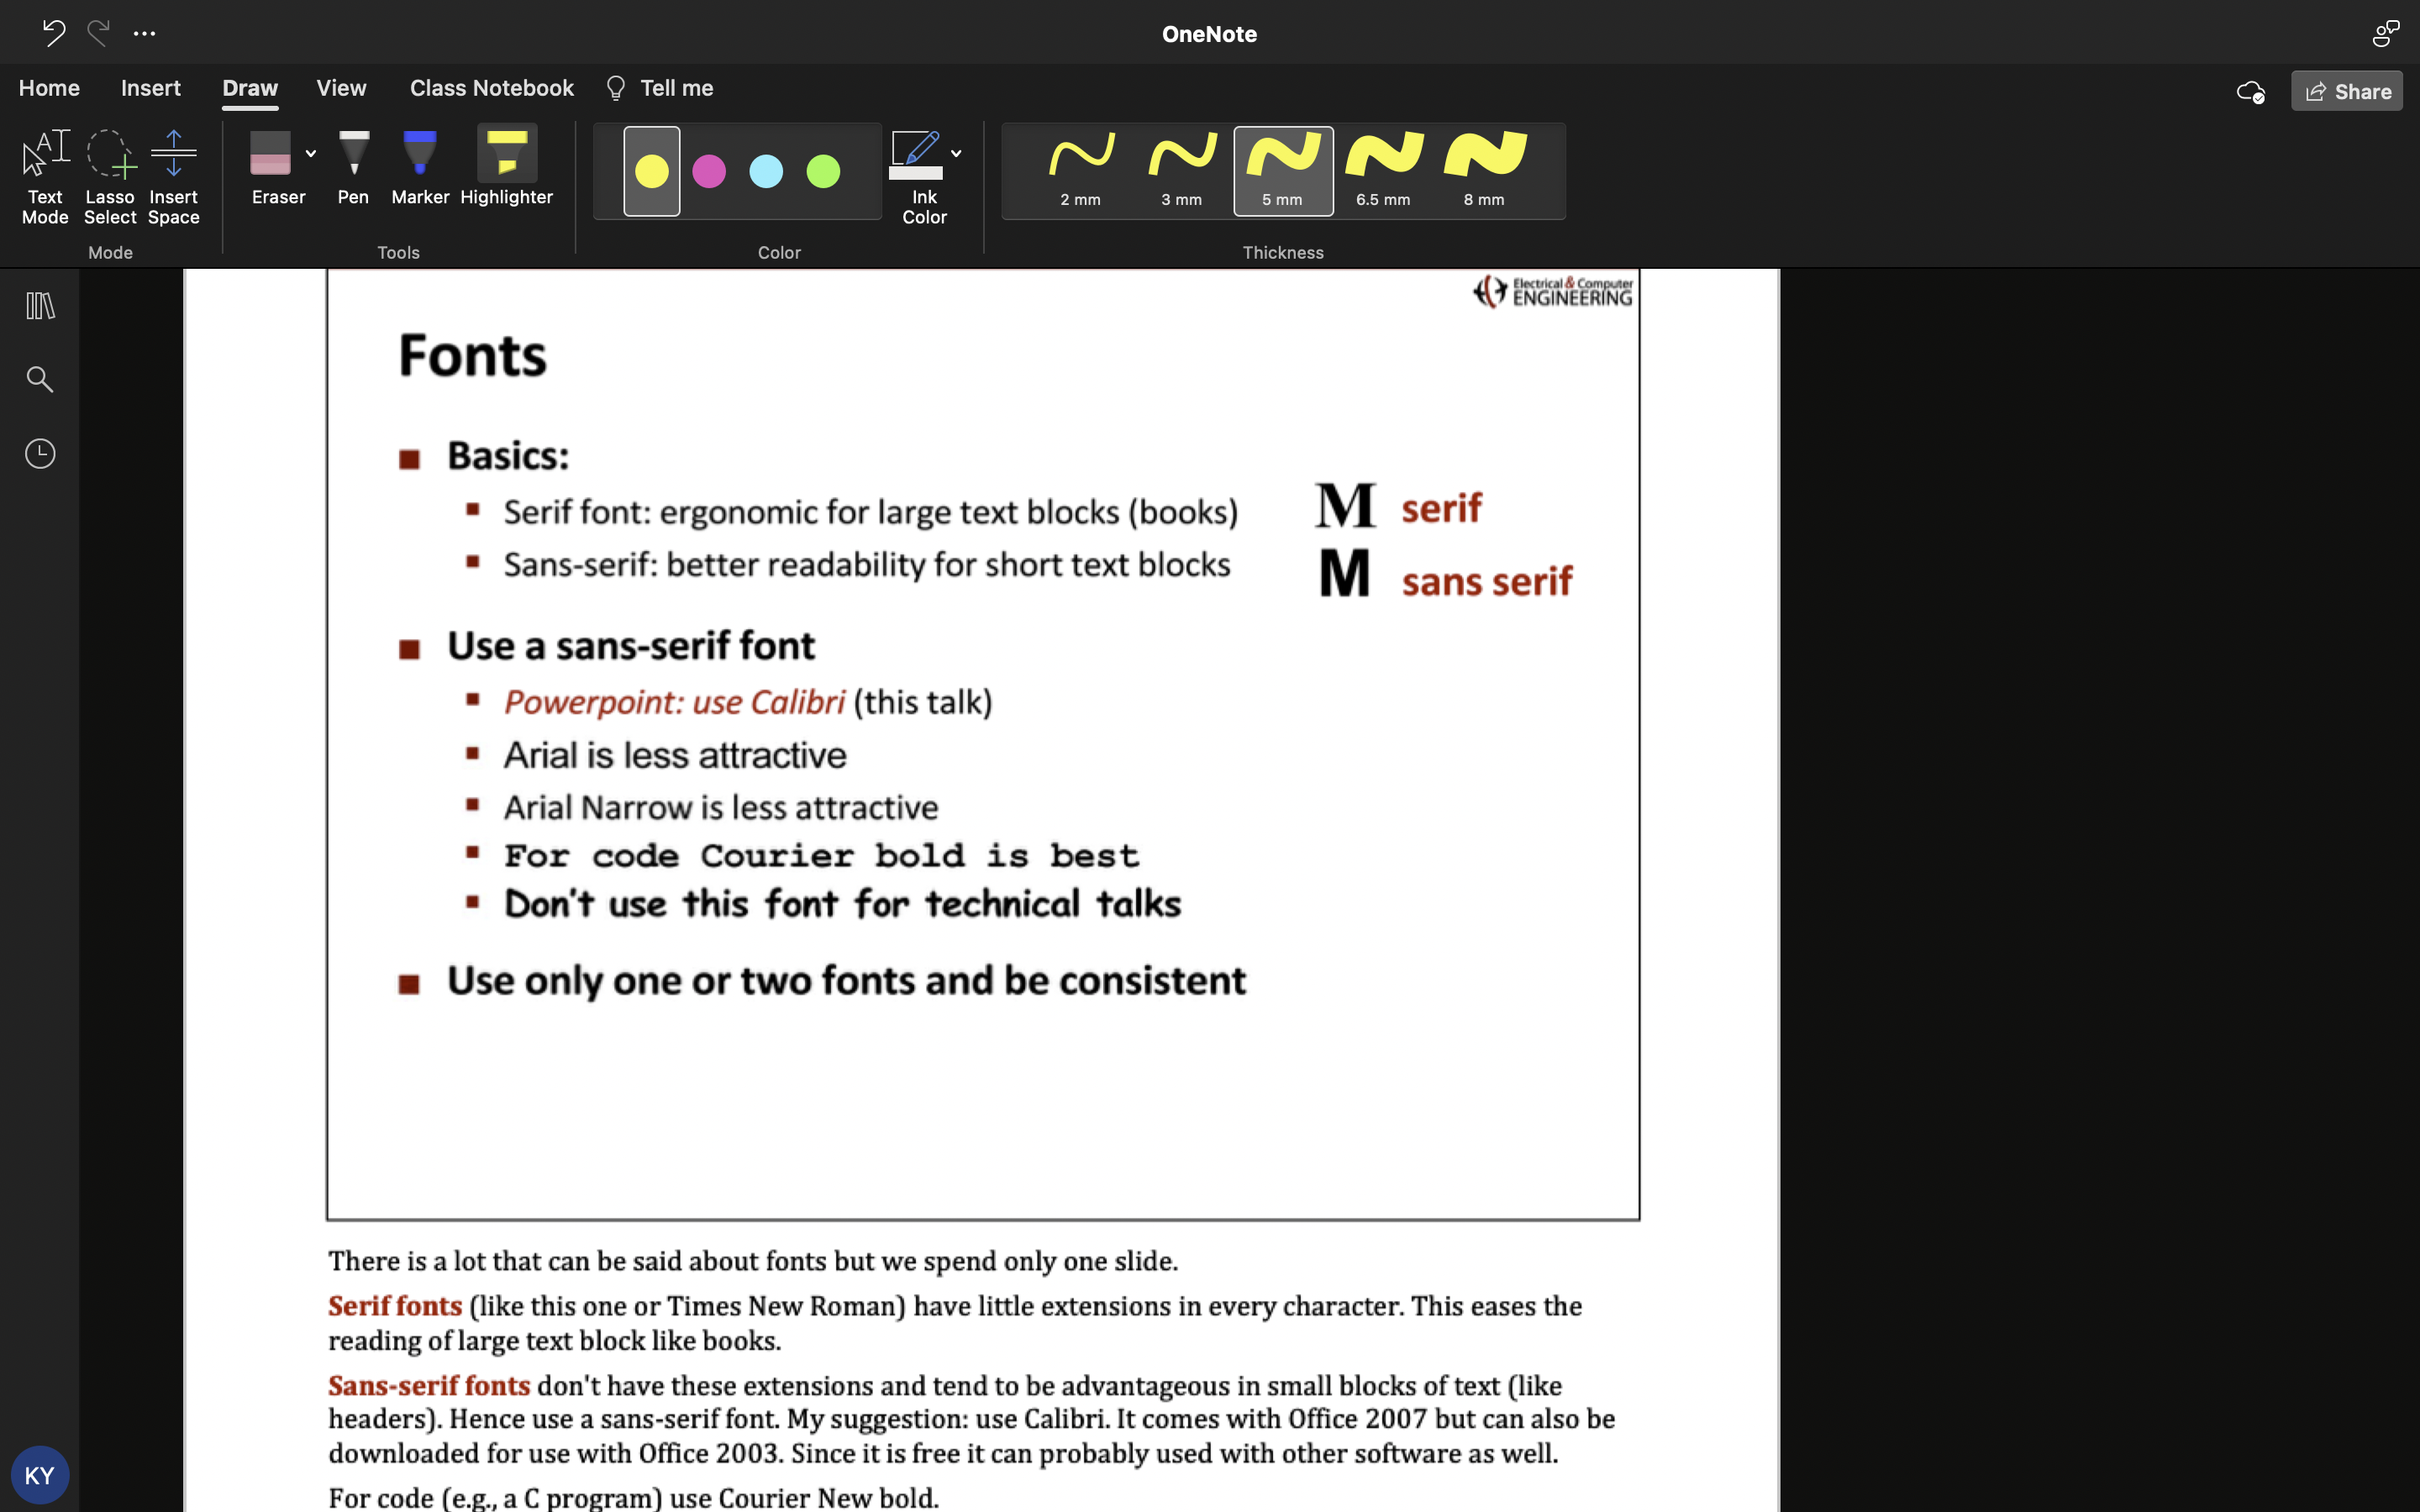 OneNote
Home Insert Draw View Class Notebook Tell me
Share
Text Mode
Lasso Select
Insert Space
Eraser
Pen
Marker
Highlighter
Ink Color
2 mm
3 mm
5 mm
6.5 mm
8 mm
Mode
Tools
Color
Thickness
Electrical & Computer
ENGINEERING
Fonts
Basics:
Serif font: ergonomic for large text blocks (books)
M serif
Sans-serif: better readability for short text blocks
M sans serif
Use a sans-serif font
Powerpoint: use Calibri (this talk)
Arial is less attractive
Arial Narrow is less attractive
For code Courier bold is best
Don't use this font for technical talks
Use only one or two fonts and be consistent
There is a lot that can be said about fonts but we spend only one slide.
Serif fonts (like this one or Times New Roman) have little extensions in every character. This eases the
reading of large text block like books.
Sans-serif fonts don't have these extensions and tend to be advantageous in small blocks of text (like
headers). Hence use a sans-serif font. My suggestion: use Calibri. It comes with Office 2007 but can also be
downloaded for use with Office 2003. Since it is free it can probably used with other software as well.
For code (e.g., a C program) use Courier New bold.
KY